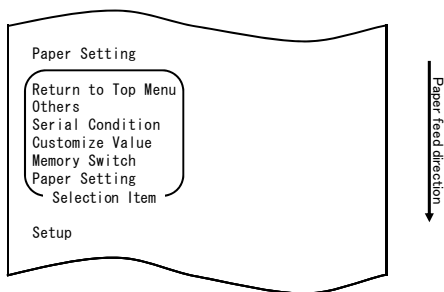 Paper Setting
Return to Top Menu
Others
Serial Condition
Customize Value
Memory Switch
Paper Setting
Selection Item
Setup
Paper feed direction